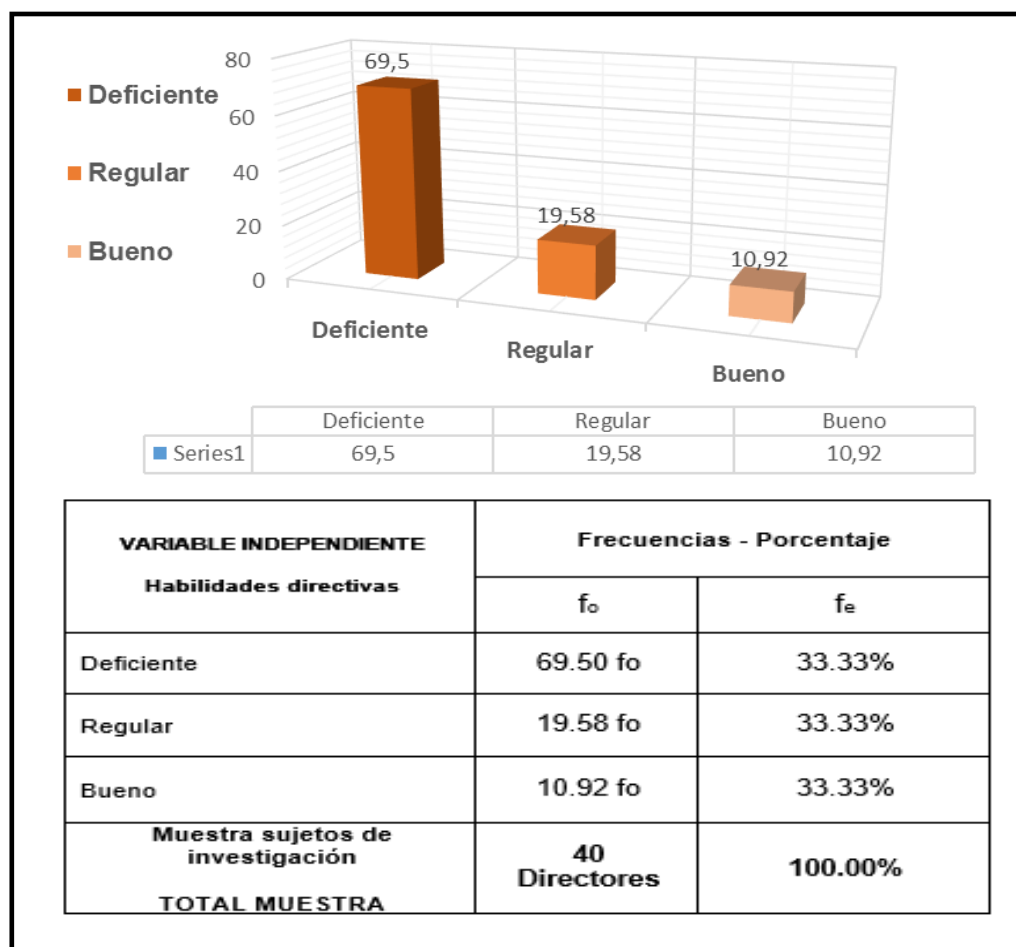 80
69,5
Deficiente
60
Regular
40
19,58
20
Bueno
10,92
0
Deficiente
Regular
Bueno
Deficiente Regular Bueno
Series1 69,5 19,58 10,92
VARIABLE INDEPENDIENTE
Habilidades directivas
Frecuencias - Porcentaje
fₒ fₑ
Deficiente 69.50 fo 33.33%
Regular 19.58 fo 33.33%
Bueno 10.92 fo 33.33%
Muestra sujetos de
investigación
TOTAL MUESTRA
40
Directores
100.00%